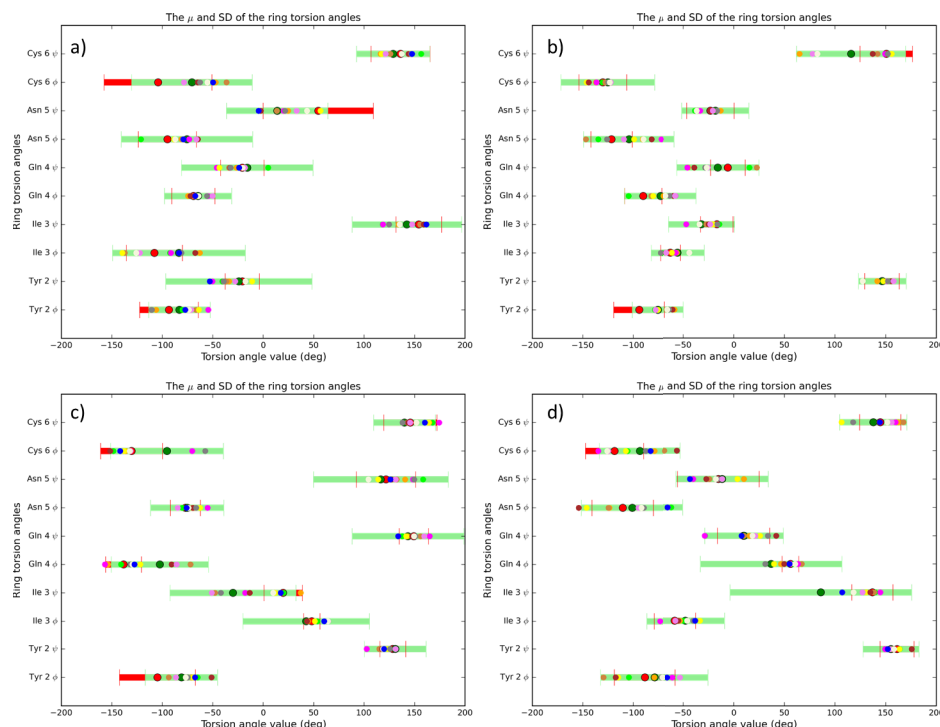 The μ and SD of the ring torsion angles
a)
Ring torsion angles
Cys 6 ψ
Cys 6 ϕ
Asn 5 ψ
Asn 5 ϕ
Gln 4 ψ
Gln 4 ϕ
Ile 3 ψ
Ile 3 ϕ
Tyr 2 ψ
Tyr 2 ϕ
−200 −150 −100 −50 0 50 100 150 200
Torsion angle value (deg)
The μ and SD of the ring torsion angles
b)
Ring torsion angles
Cys 6 ψ
Cys 6 ϕ
Asn 5 ψ
Asn 5 ϕ
Gln 4 ψ
Gln 4 ϕ
Ile 3 ψ
Ile 3 ϕ
Tyr 2 ψ
Tyr 2 ϕ
−200 −150 −100 −50 0 50 100 150 200
Torsion angle value (deg)
The μ and SD of the ring torsion angles
c)
Ring torsion angles
Cys 6 ψ
Cys 6 ϕ
Asn 5 ψ
Asn 5 ϕ
Gln 4 ψ
Gln 4 ϕ
Ile 3 ψ
Ile 3 ϕ
Tyr 2 ψ
Tyr 2 ϕ
−200 −150 −100 −50 0 50 100 150 200
Torsion angle value (deg)
The μ and SD of the ring torsion angles
d)
Ring torsion angles
Cys 6 ψ
Cys 6 ϕ
Asn 5 ψ
Asn 5 ϕ
Gln 4 ψ
Gln 4 ϕ
Ile 3 ψ
Ile 3 ϕ
Tyr 2 ψ
Tyr 2 ϕ
−200 −150 −100 −50 0 50 100 150 200
Torsion angle value (deg)